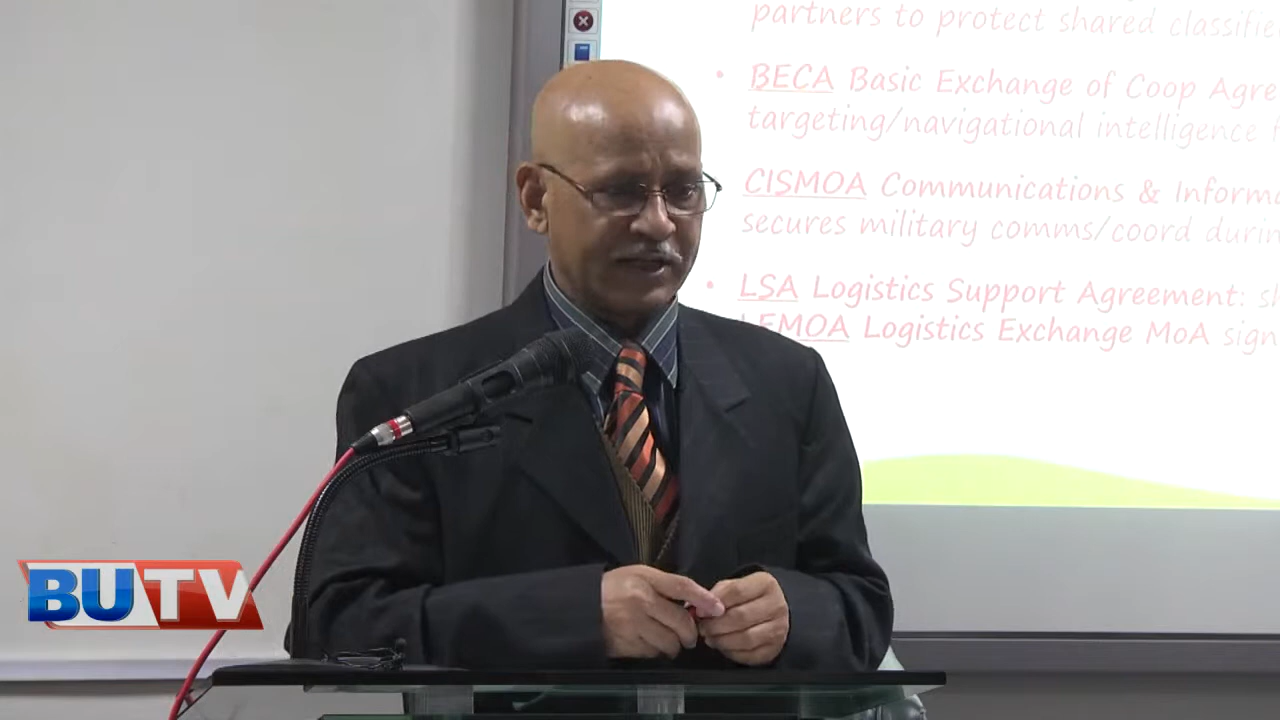 partners to protect shared classifie
• BECA Basic Exchange of Coop Agre
targeting/navigational intelligence
CISMOA Communications & Inform
secures military comms/coord durin
• LSA Logistics Support Agreement: s
LEMOA Logistics Exchange MoA sign
BUTV